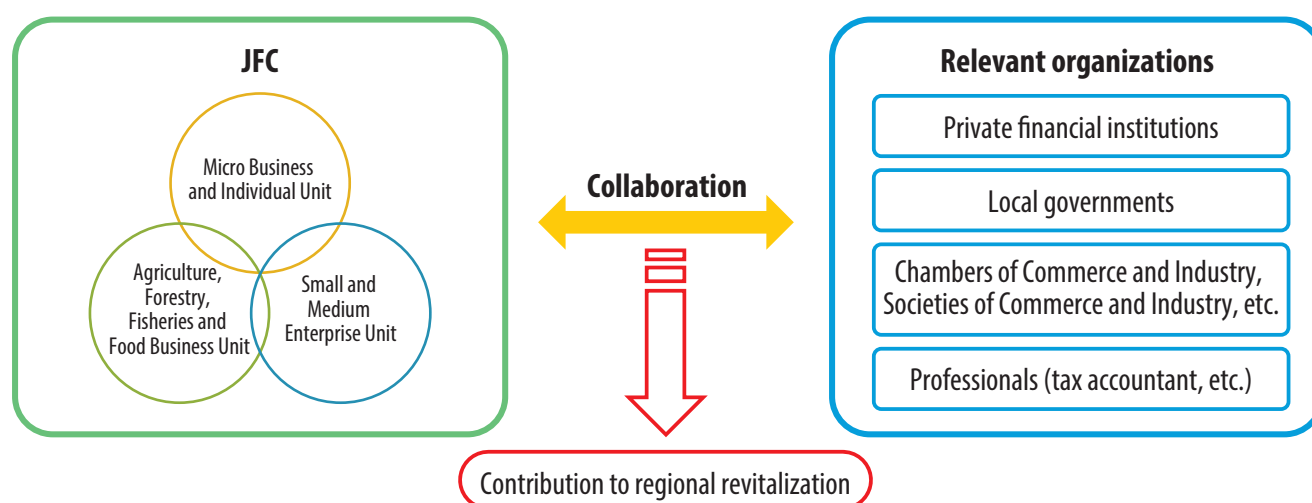 JFC
Micro Business
and Individual Unit
Agriculture,
Forestry,
Fisheries and
Food Business Unit
Small and
Medium
Enterprise Unit
Collaboration
Contribution to regional revitalization
Relevant organizations
Private financial institutions
Local governments
Chambers of Commerce and Industry,
Societies of Commerce and Industry, etc.
Professionals (tax accountant, etc.)